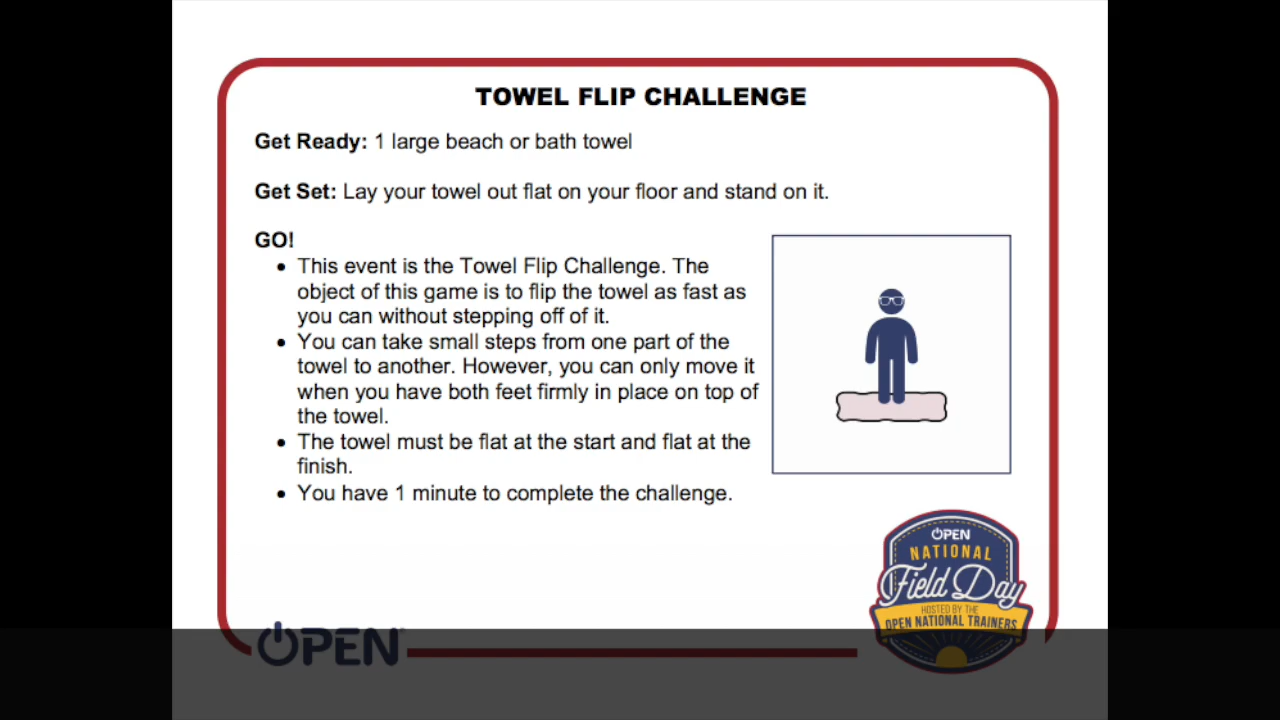 TOWEL FLIP CHALLENGE
Get Ready: 1 large beach or bath towel
Get Set: Lay your towel out flat on your floor and stand on it.
GO!
• This event is the Towel Flip Challenge. The
object of this game is to flip the towel as fast as
you can without stepping off of it.
• You can take small steps from one part of the
towel to another. However, you can only move it
when you have both feet firmly in place on top of
the towel.
• The towel must be flat at the start and flat at the
finish.
• You have 1 minute to complete the challenge.
OPEN
NATIONAL
Field Day
HOSTED BY THE
OPEN NATIONAL TRAINERS
OPEN